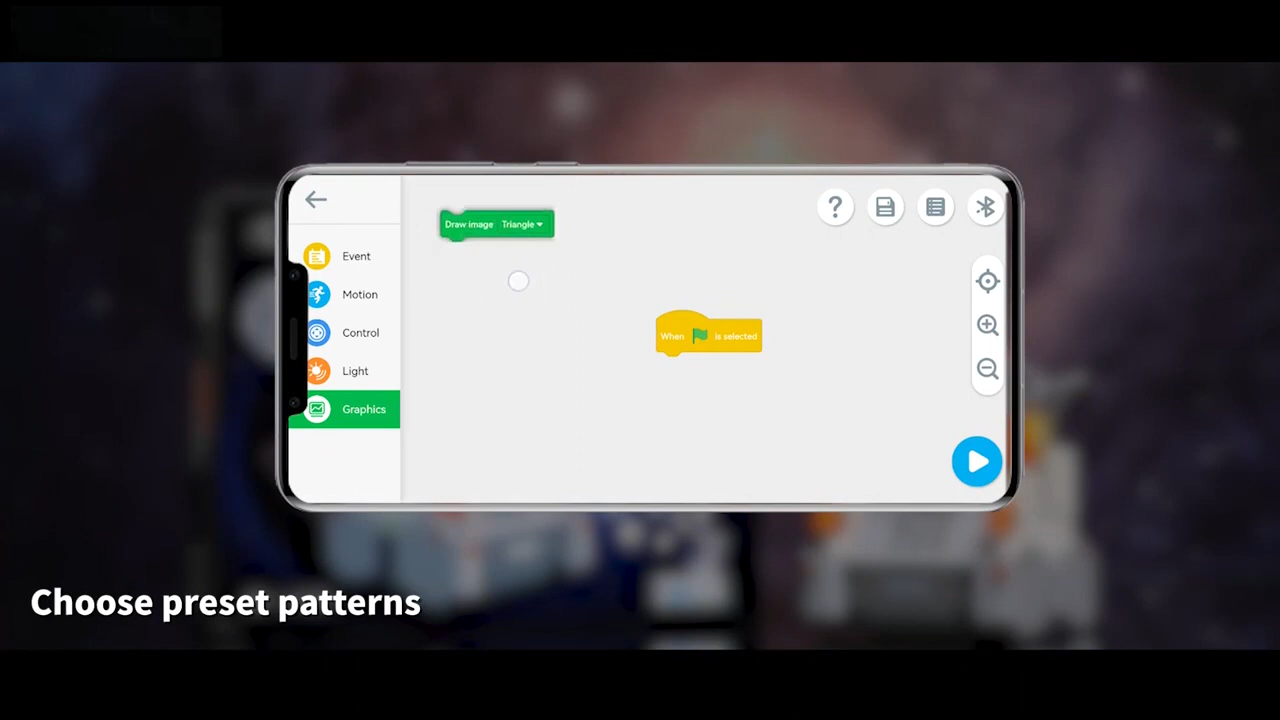 Draw image Triangle
Event
Motion
Control
Light
Graphics
When is selected
Choose preset patterns